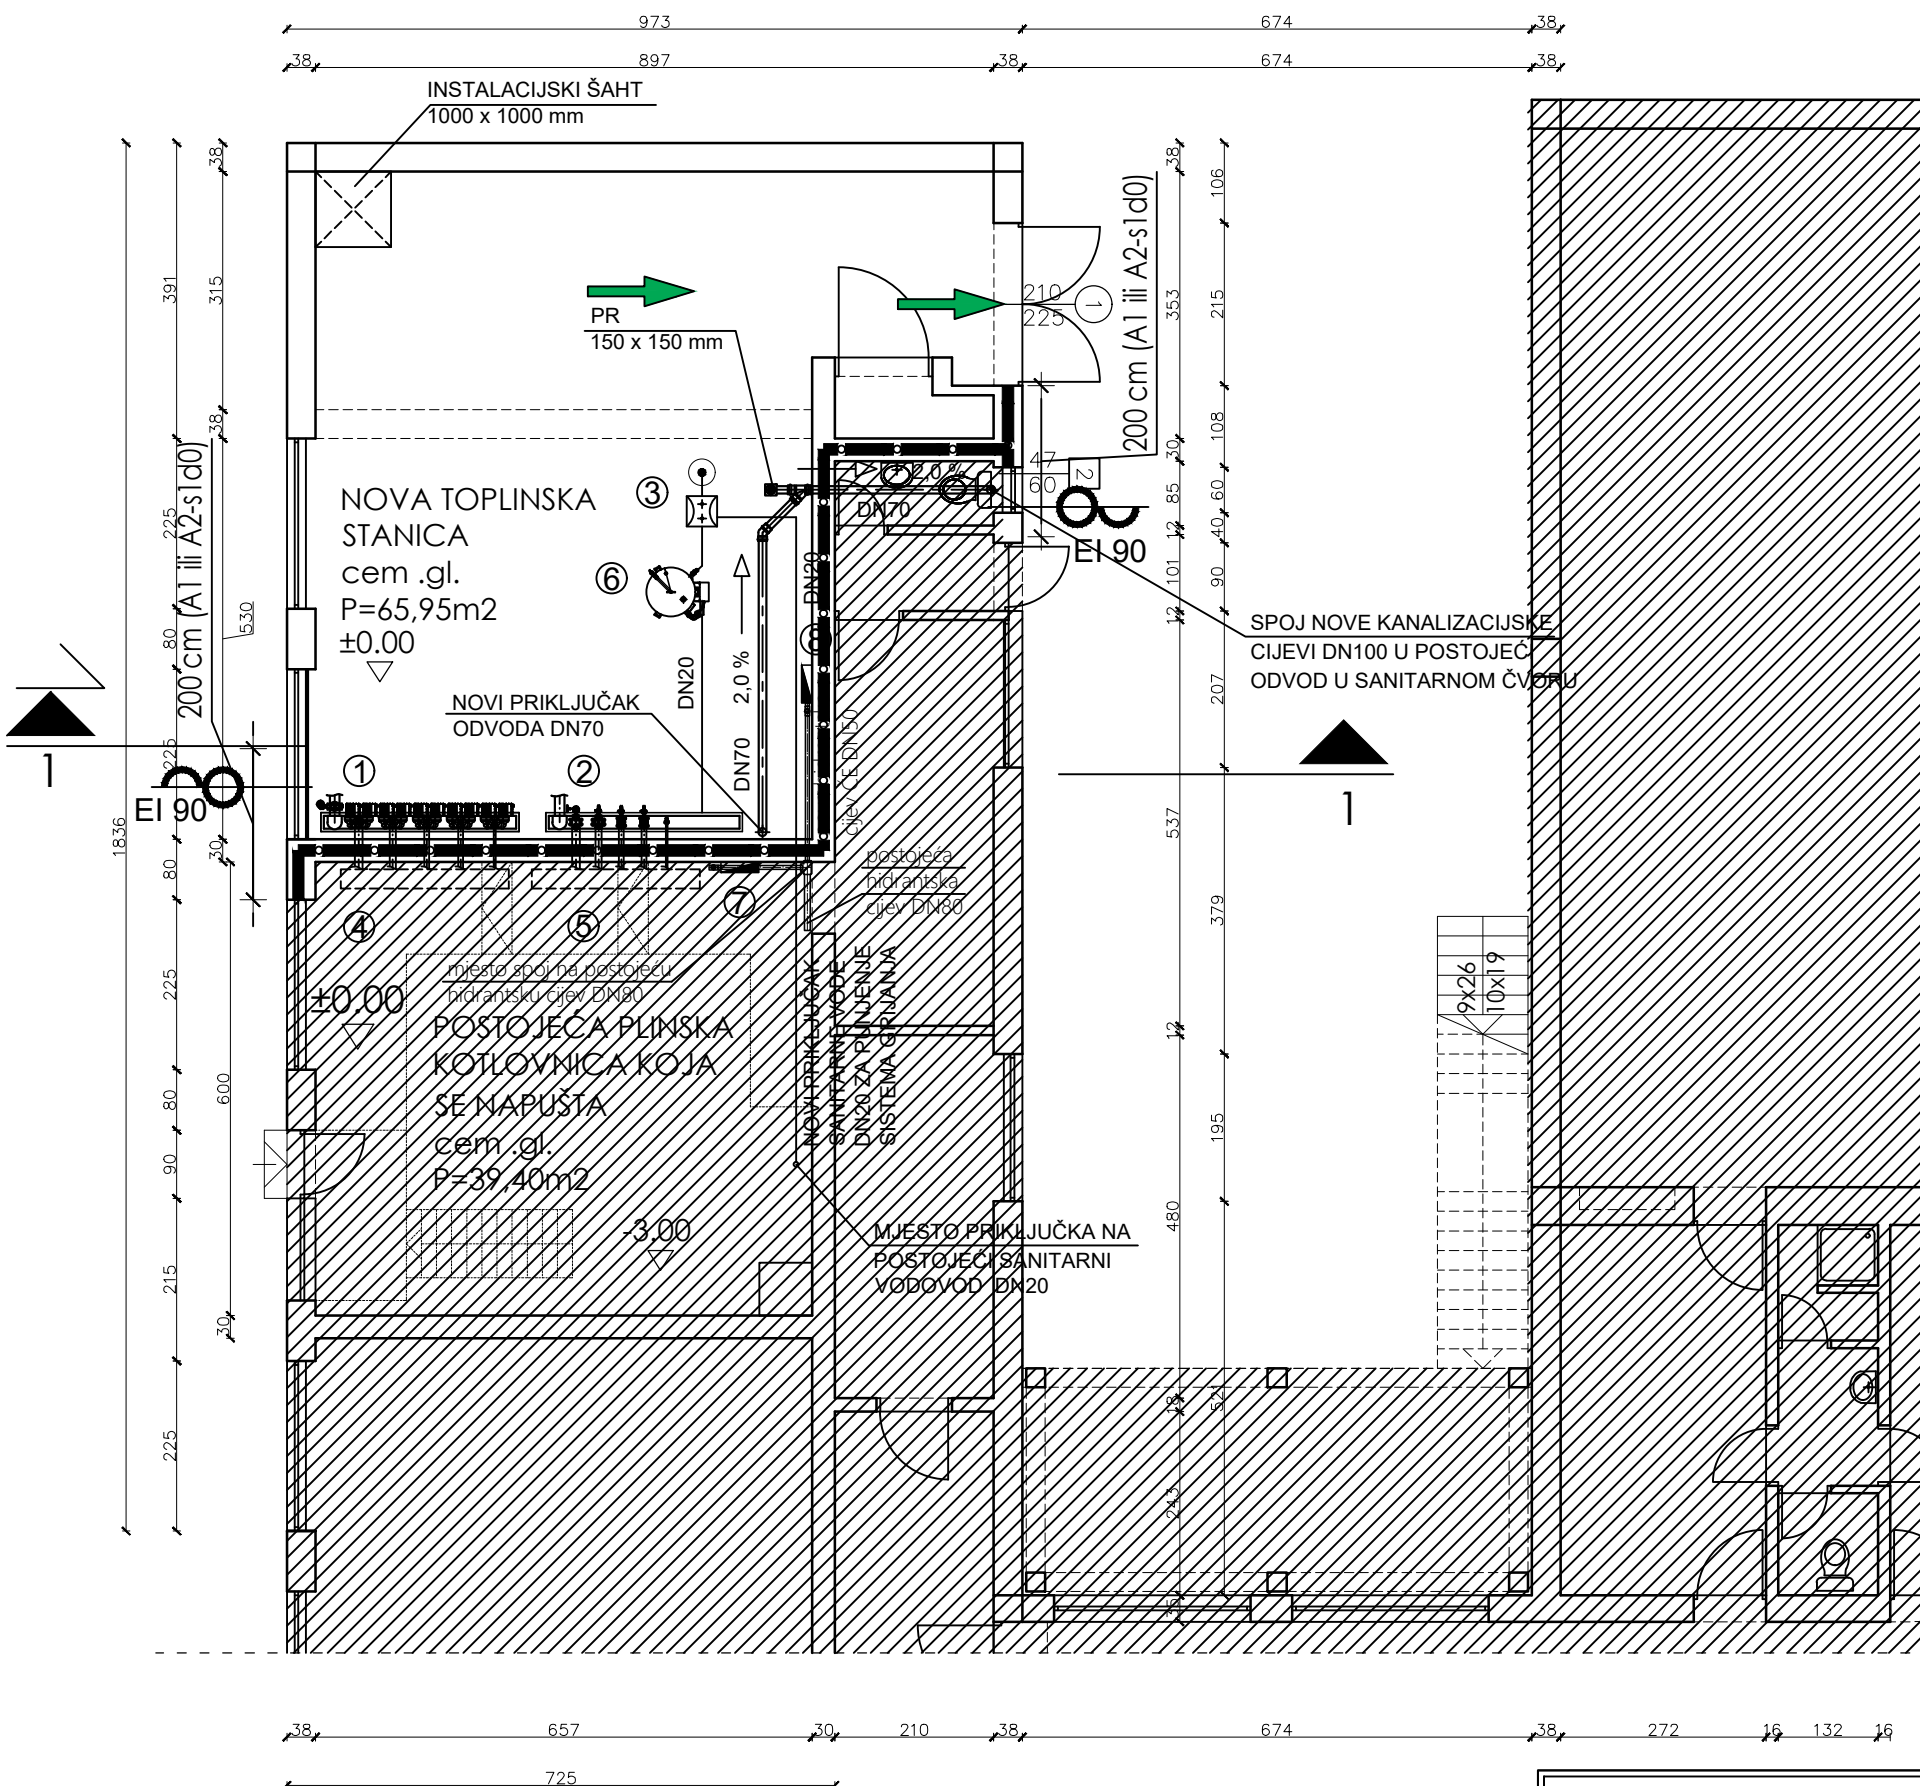 973
674
38
38
897
38
674
38
INSTALACIJSKI ŠAHT
1000 x 1000 mm
38
391
315
38
PR
150 x 150 mm
210
225
1
200 cm (A1 ili A2-s1d0)
38
353
106
215
108
30
85
60
12
40
101
90
12
47
60
2
EI 90
2,0 %
DN70
DN20
NOVA TOPLINSKA
STANICA
cem .gl.
P=65,95m2
±0.00
3
6
8
200 cm (A1 ili A2-s1d0)
225
80
530
225
SPOJ NOVE KANALIZACIJSKE
CIJEVI DN100 U POSTOJEĆI
ODVOD U SANITARNOM ČVORU
NOVI PRIKLJUČAK
ODVODA DN70
DN20
2,0 %
DN70
207
1
1
1
2
EI 90
1836
80
30
cijev ČE DN50
postojeća
hidrantska
cijev DN80
537
379
4
5
7
mjesto spoj na postojeću
hidrantsku cijev DN80
±0.00
POSTOJEĆA PLINSKA
KOTLOVNICA KOJA
SE NAPUŠTA
cem .gl.
P=39,40m2
-3.00
NOVI PRIKLJUČAK
SANITARNE VODE
DN20 ZA PUNJENJE
SISTEMA GRIJANJA
9x26
10x19
225
80
600
90
215
30
225
12
195
480
MJESTO PRIKLJUČKA NA
POSTOJEĆI SANITARNI
VODOVOD DN20
18
521
243
38
657
30
210
38
674
38
272
16
132
16
725